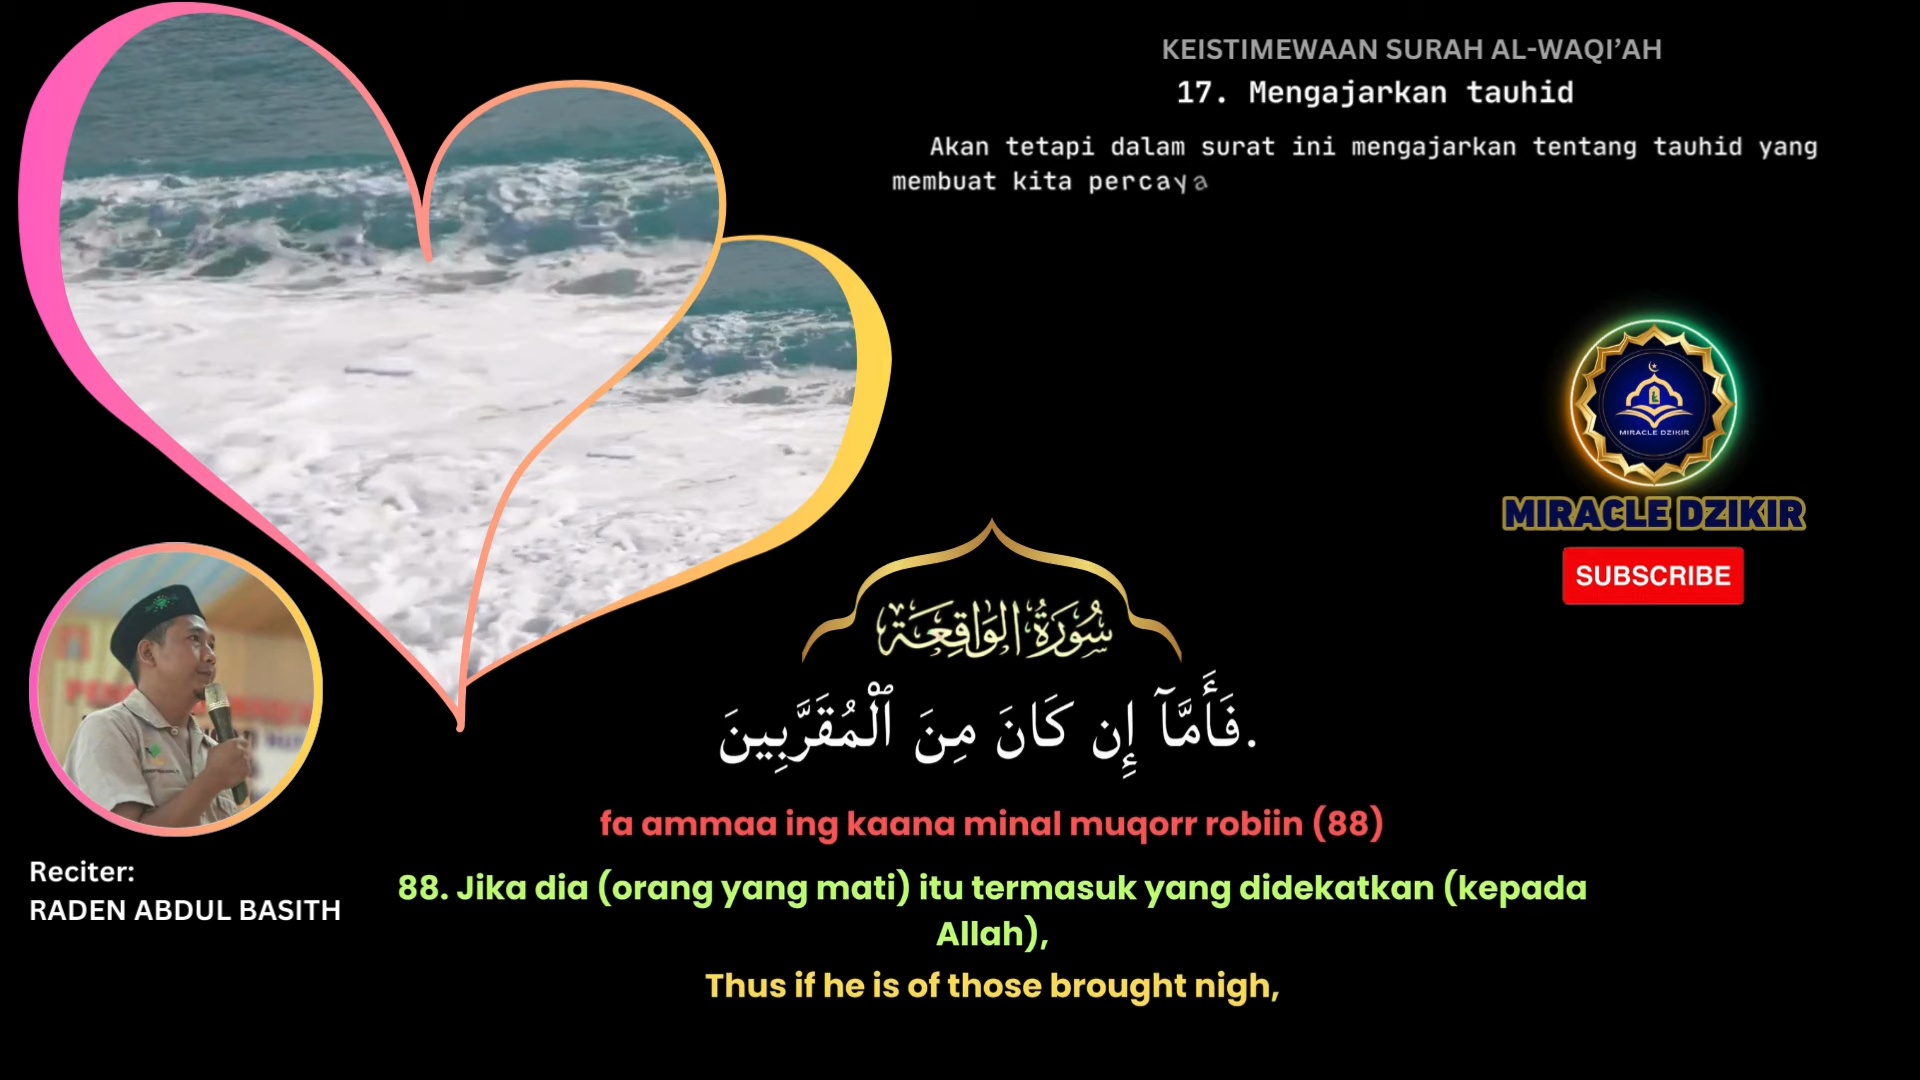 KEISTIMEWAAN SURAH AL-WAQI’AH
17. Mengajarkan tauhid
Akan tetapi dalam surat ini mengajarkan tentang tauhid yang
membuat kita percaya
MIRACLE DZIKIR
MIRACLE DZIKIR
SUBSCRIBE
سُورَةُ الوَاقِعَة
فَأَمَّآ إِن كَانَ مِنَ ٱلْمُقَرَّبِينَ.
fa ammaa ing kaana minal muqorr robiin (88)
88. Jika dia (orang yang mati) itu termasuk yang didekatkan (kepada
Allah),
Thus if he is of those brought nigh,
Reciter:
RADEN ABDUL BASITH